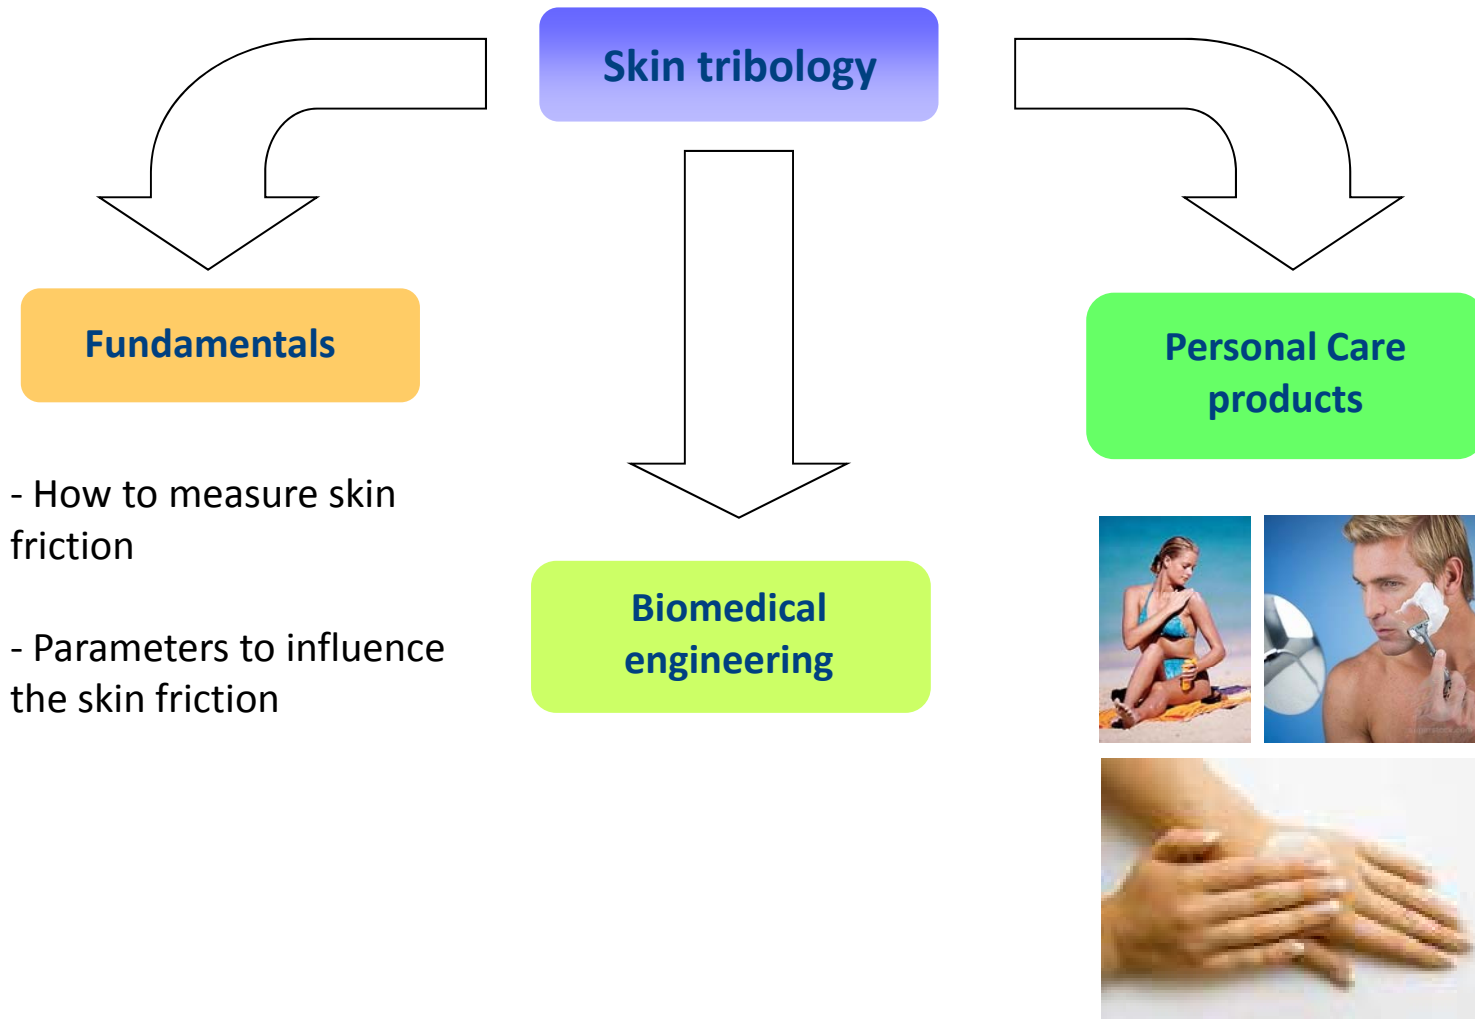 Skin tribology
Fundamentals
- How to measure skin
friction
- Parameters to influence
the skin friction
Biomedical
engineering
Personal Care
products